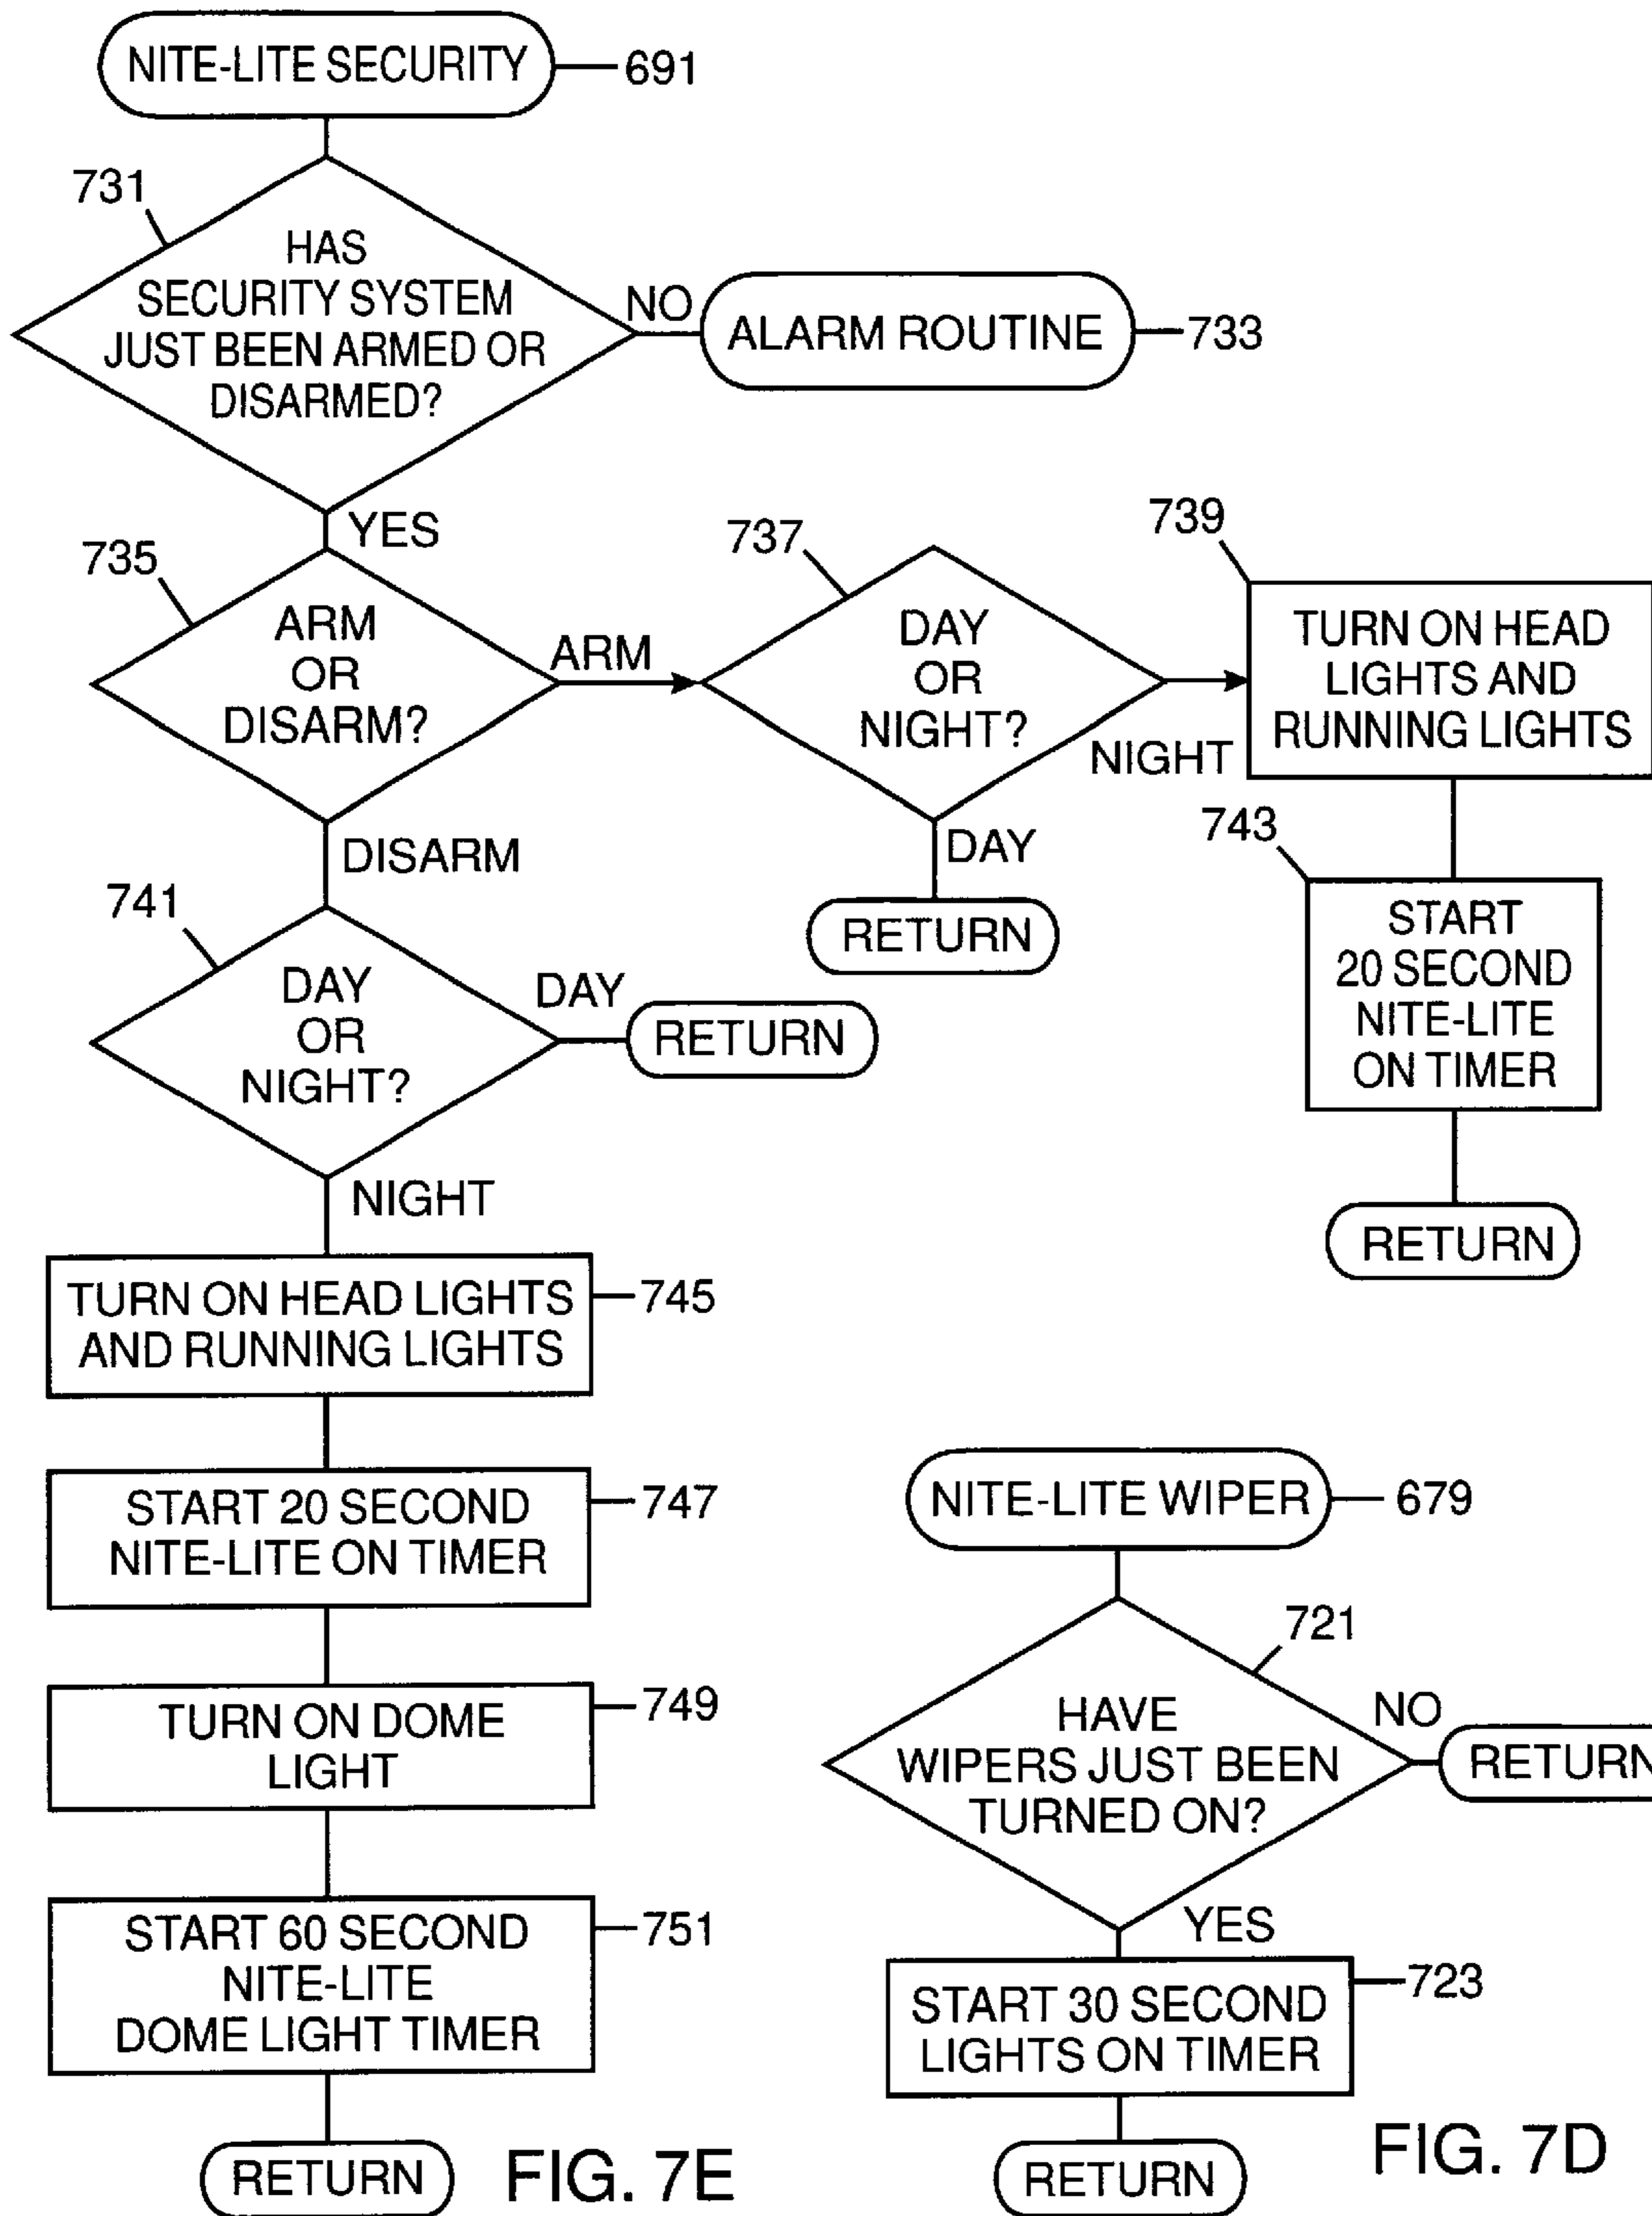 NITE-LITE SECURITY
691
731
HAS
SECURITY SYSTEM
JUST BEEN ARMED OR
DISARMED?
NO
ALARM ROUTINE
733
YES
735
ARM
OR
DISARM?
ARM
737
DAY
OR
NIGHT?
NIGHT
739
TURN ON HEAD
LIGHTS AND
RUNNING LIGHTS
DAY
RETURN
743
START
20 SECOND
NITE-LITE
ON TIMER
RETURN
DISARM
741
DAY
OR
NIGHT?
DAY
RETURN
NIGHT
TURN ON HEAD LIGHTS
AND RUNNING LIGHTS
745
START 20 SECOND
NITE-LITE ON TIMER
747
TURN ON DOME
LIGHT
749
START 60 SECOND
NITE-LITE
DOME LIGHT TIMER
751
RETURN
FIG. 7E
NITE-LITE WIPER
679
721
HAVE
WIPERS JUST BEEN
TURNED ON?
NO
RETURN
YES
START 30 SECOND
LIGHTS ON TIMER
723
RETURN
FIG. 7D